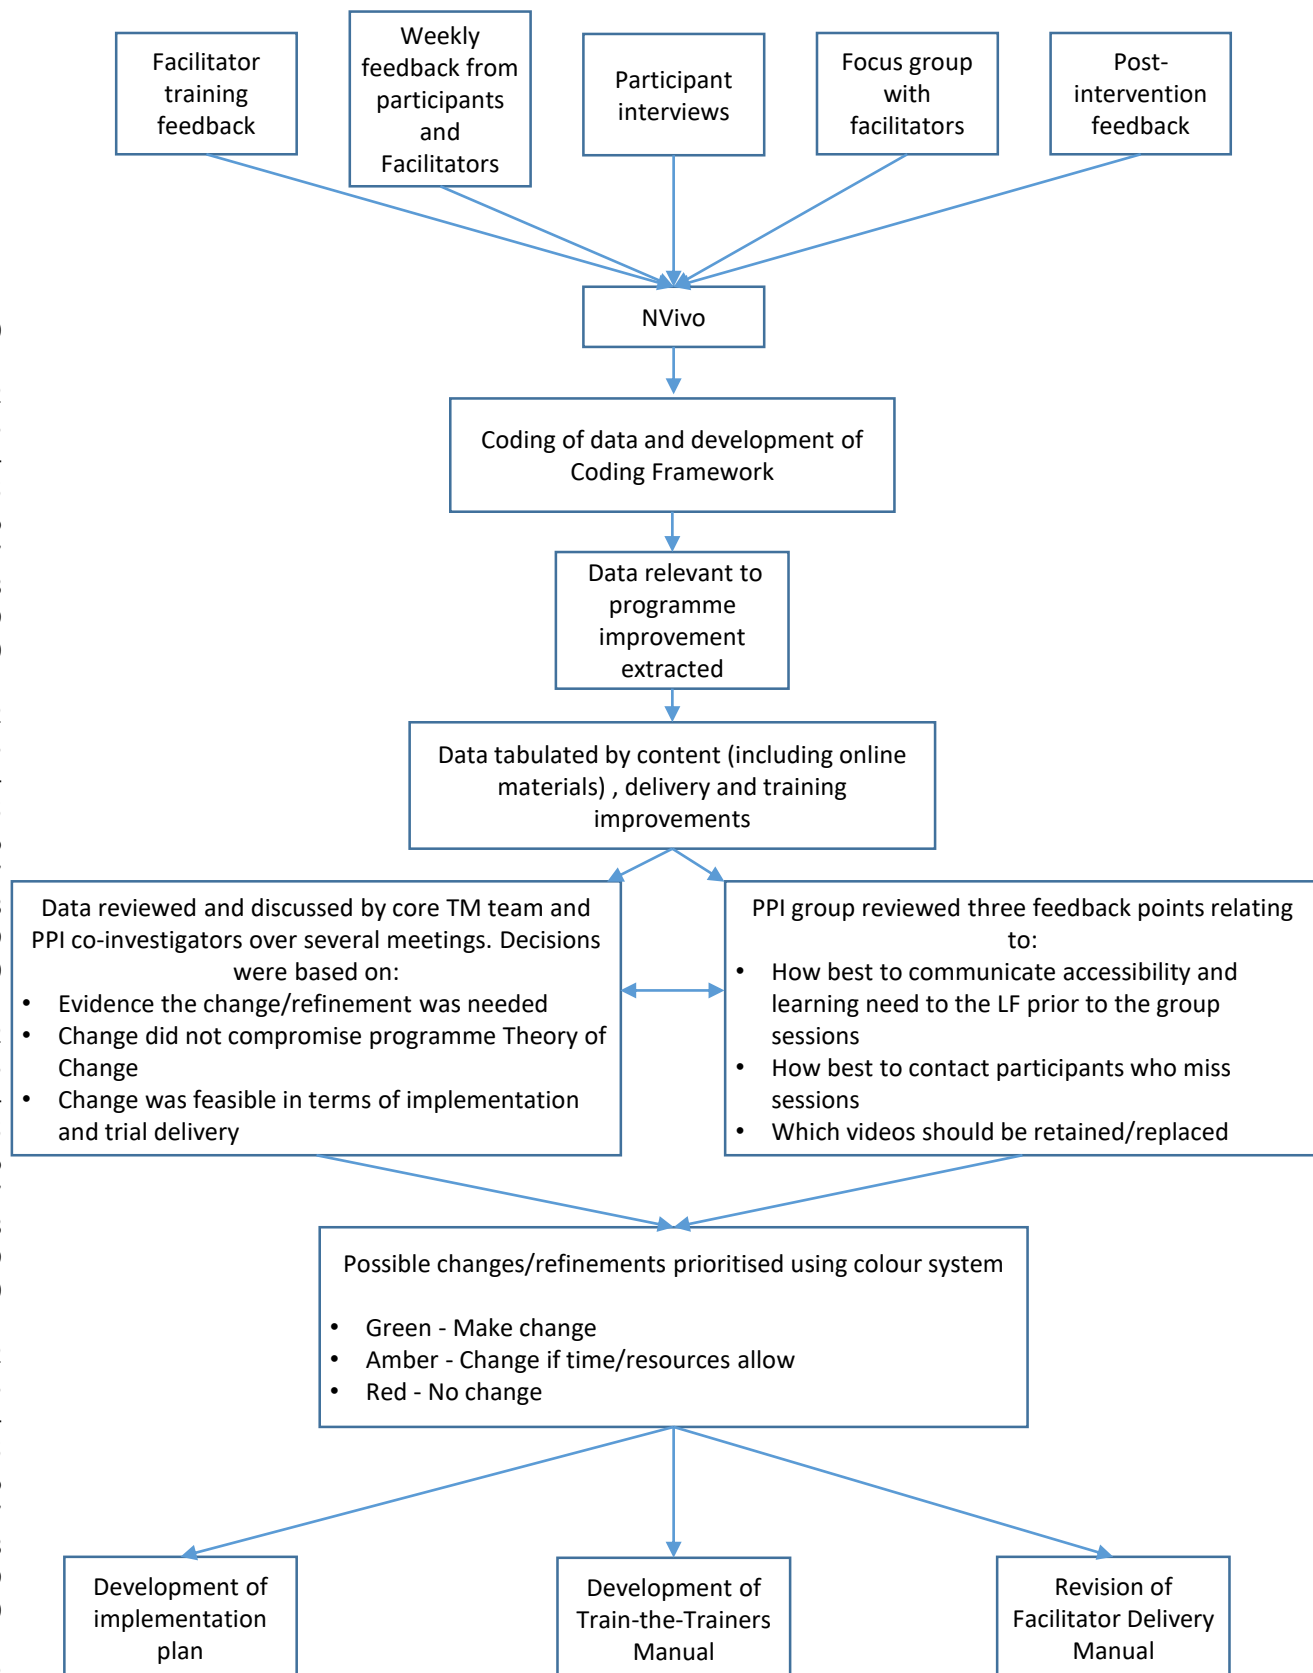 Facilitator
training
feedback
Weekly
feedback from
participants
and
Facilitators
Participant
interviews
Focus group
with
facilitators
Post-
intervention
feedback
NVivo
Coding of data and development of
Coding Framework
Data relevant to
programme
improvement
extracted
Data tabulated by content (including online
materials) , delivery and training
improvements
Data reviewed and discussed by core TM team and
PPI co-investigators over several meetings. Decisions
were based on:
• Evidence the change/refinement was needed
• Change did not compromise programme Theory of
Change
• Change was feasible in terms of implementation
and trial delivery
PPI group reviewed three feedback points relating
to:
• How best to communicate accessibility and
learning need to the LF prior to the group
sessions
• How best to contact participants who miss
sessions
• Which videos should be retained/replaced
Possible changes/refinements prioritised using colour system
• Green - Make change
• Amber - Change if time/resources allow
• Red - No change
Development of
implementation
plan
Development of
Train-the-Trainers
Manual
Revision of
Facilitator Delivery
Manual